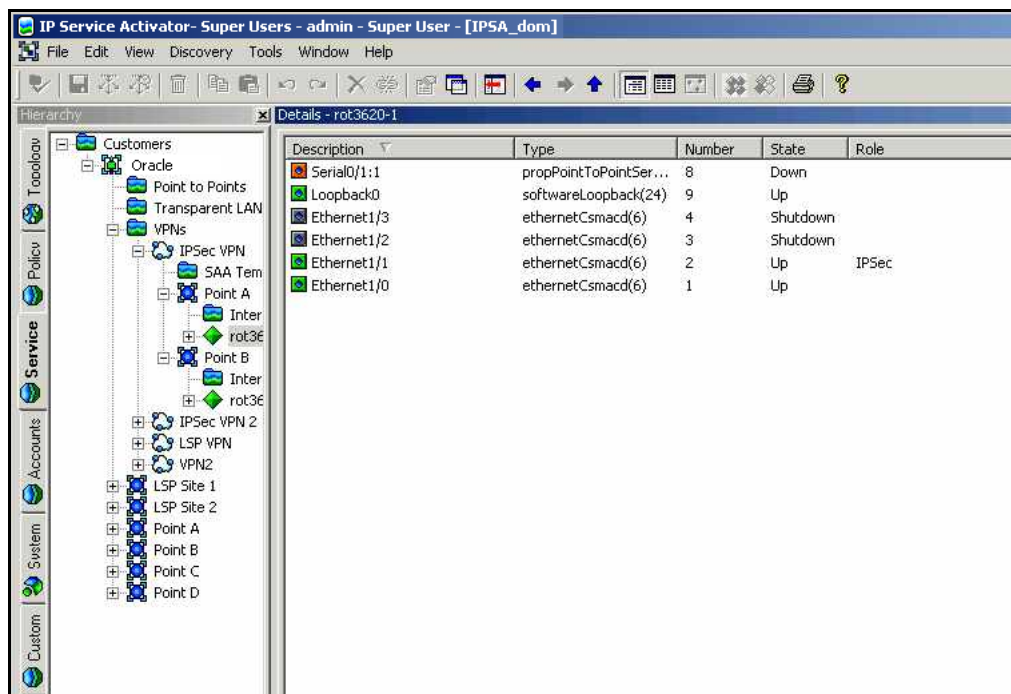 IP Service Activator- Super Users - admin - Super User - [IPSA_dom]
File Edit View Discovery Tools Window Help
Hierarchy
Details - rot3620-1
Topology
Policy
Service
Accounts
System
Custom
Customers
Oracle
Point to Points
Transparent LAN
VPNs
IPSec VPN
SAA Tem
Point A
Inter
rot36
Point B
Inter
rot36
IPSec VPN 2
LSP VPN
VPN2
LSP Site 1
LSP Site 2
Point A
Point B
Point C
Point D
Description Type Number State Role
Serial0/1:1 propPointToPointSer... 8 Down
Loopback0 softwareLoopback(24) 9 Up
Ethernet1/3 ethernetCsmacd(6) 4 Shutdown
Ethernet1/2 ethernetCsmacd(6) 3 Shutdown
Ethernet1/1 ethernetCsmacd(6) 2 Up IPSec
Ethernet1/0 ethernetCsmacd(6) 1 Up